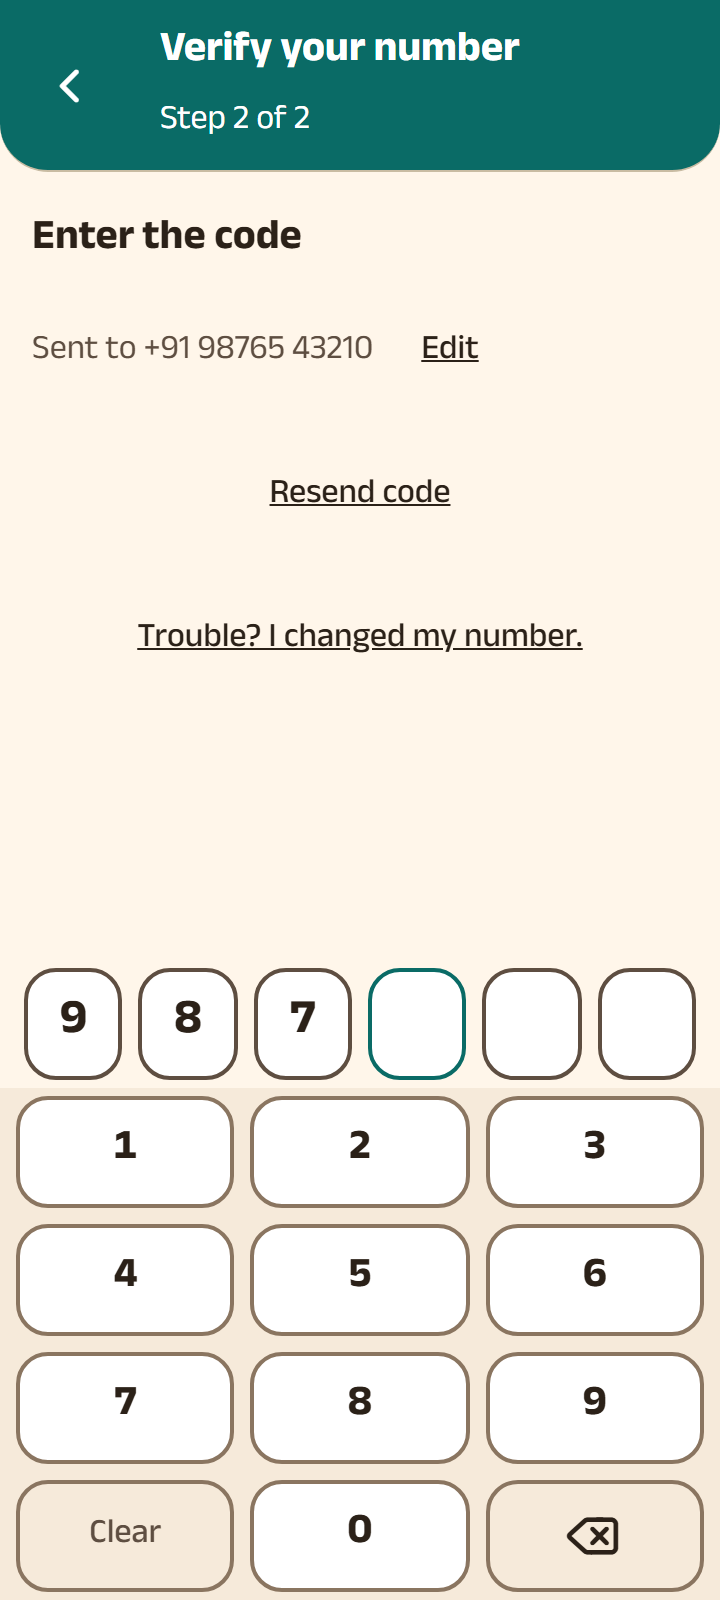 Verify your number
Step 2 of 2
Enter the code
Sent to +91 98765 43210 Edit
Resend code
Trouble? I changed my number.
9 8 7
1 2 3
4 5 6
7 8 9
Clear 0